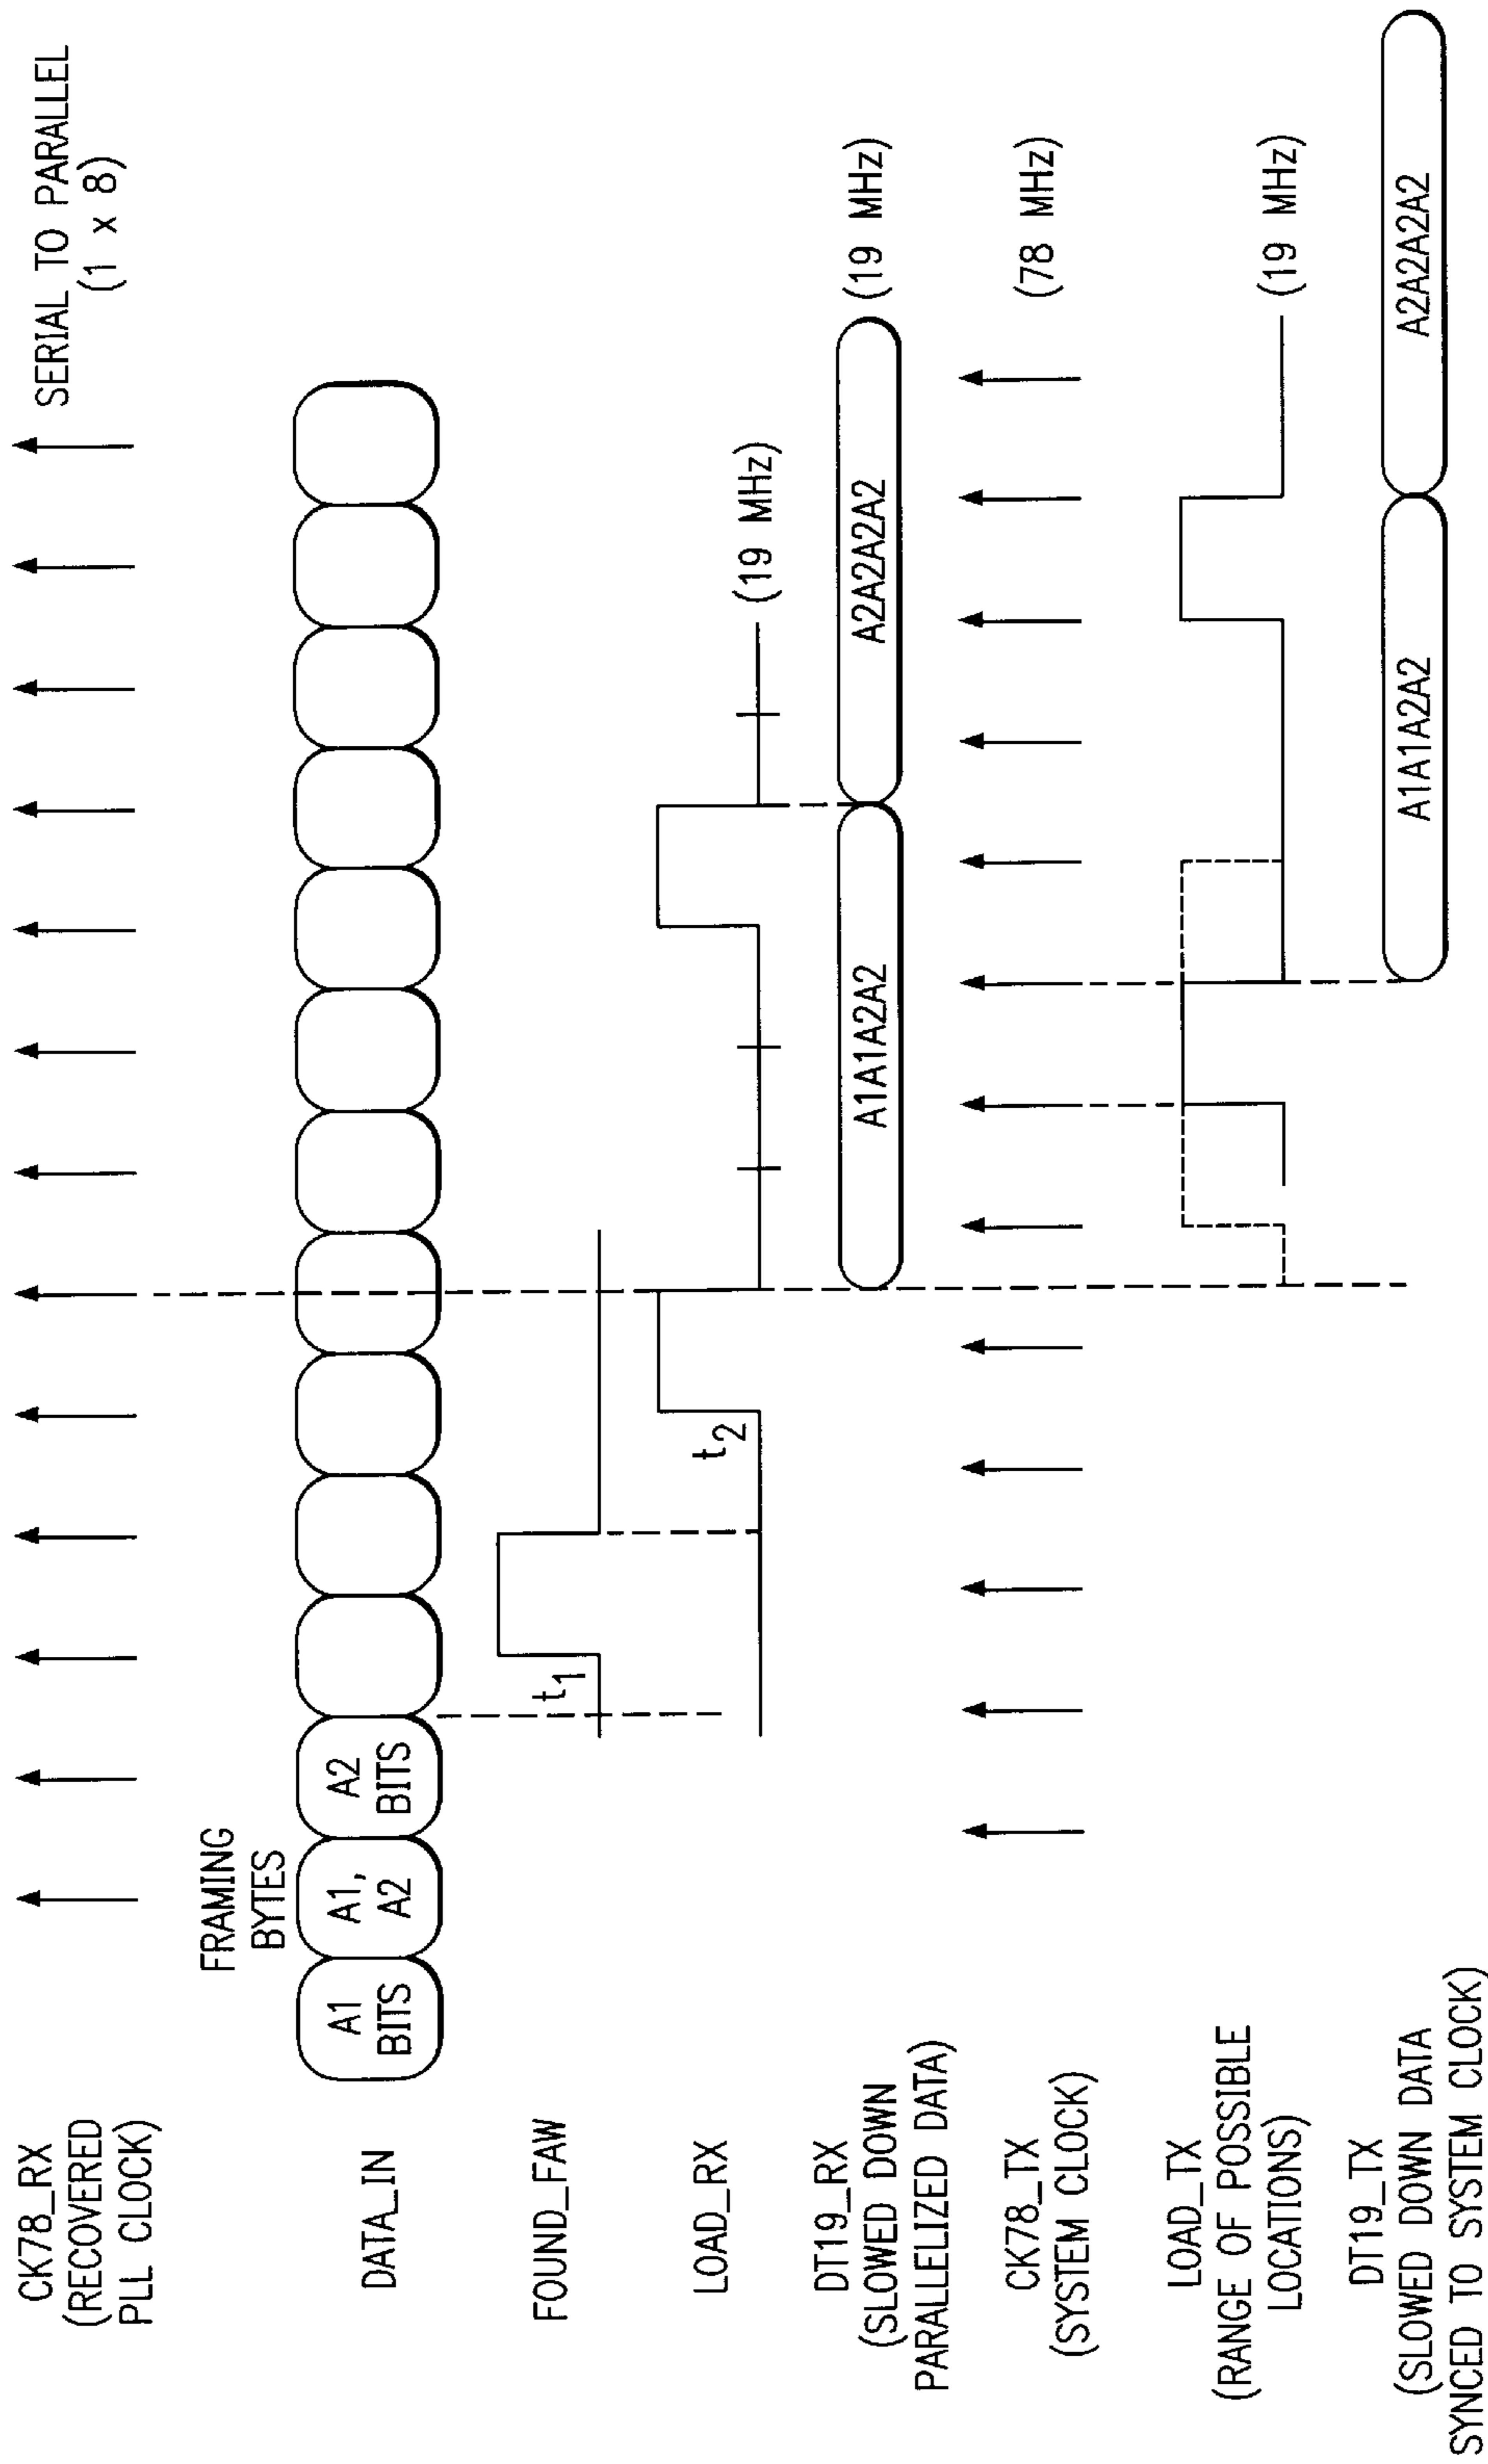 CK78_RX
(RECOVERED
PLL CLOCK)
SERIAL TO PARALLEL
(1 x 8)
FRAMING
BYTES
DATA_IN
A1
BITS
A1,
A2
A2
BITS
FOUND_FAW
t1
LOAD_RX
t2
(19 MHz)
DT19_RX
(SLOWED DOWN
PARALLELIZED DATA)
A1A1A2A2
A2A2A2A2
(19 MHz)
CK78_TX
(SYSTEM CLOCK)
(78 MHz)
LOAD_TX
(RANGE OF POSSIBLE
LOCATIONS)
(19 MHz)
DT19_TX
(SLOWED DOWN DATA
SYNCED TO SYSTEM CLOCK)
A1A1A2A2
A2A2A2A2